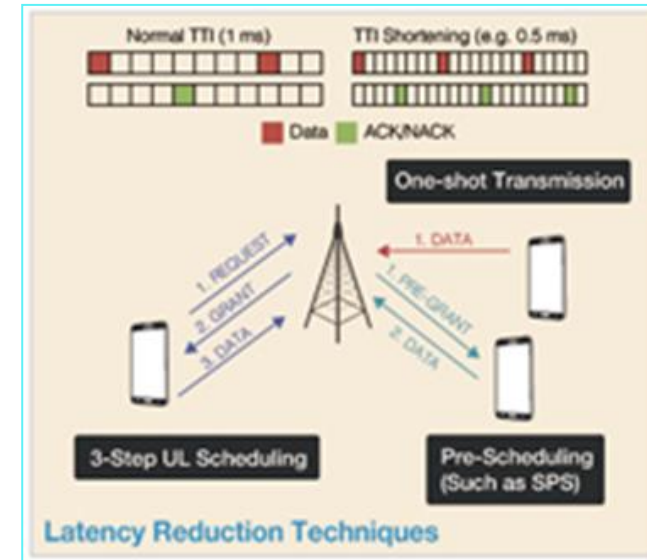 Normal TTI (1 ms)
TTI Shortening (e.g. 0.5 ms)
Data
ACK/NACK
One-shot Transmission
1. DATA
1. REQUEST
2. GRANT
3. DATA
1. PRE-GRANT
2. DATA
3-Step UL Scheduling
Pre-Scheduling
(Such as SPS)
Latency Reduction Techniques